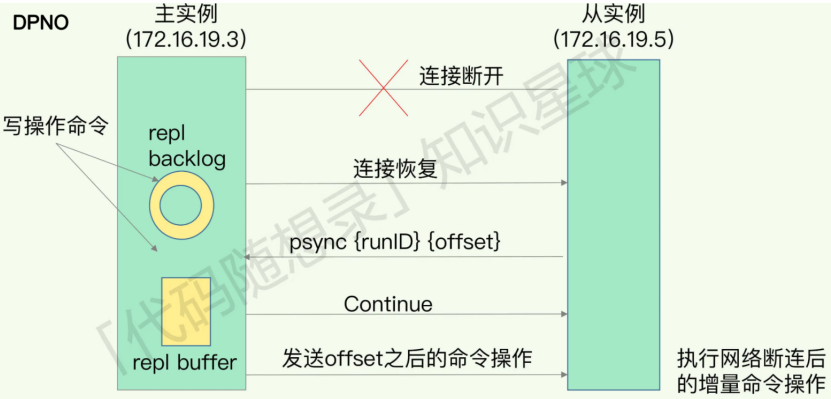 DPNO
主实例
(172.16.19.3)
从实例
(172.16.19.5)
连接断开
写操作命令
repl
backlog
连接恢复
psync {runID} {offset}
Continue
repl buffer
发送offset之后的命令操作
执行网络断连后
的增量命令操作
「代码随想录」知识星球